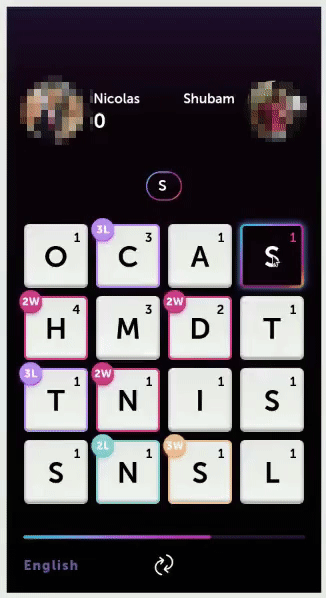 Nicolas Shubam
0
S
3L
1 3 1 1
O C A S
2W 2W
4 3 2 1
H M D T
3L 2W
1 1 1 1
T N I S
2L 3W
1 1 1 1
S N S L
English